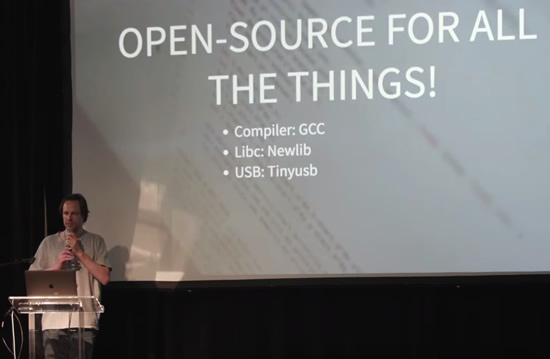 OPEN-SOURCE FOR ALL
THE THINGS!
• Compiler: GCC
• Libc: Newlib
• USB: Tinyusb